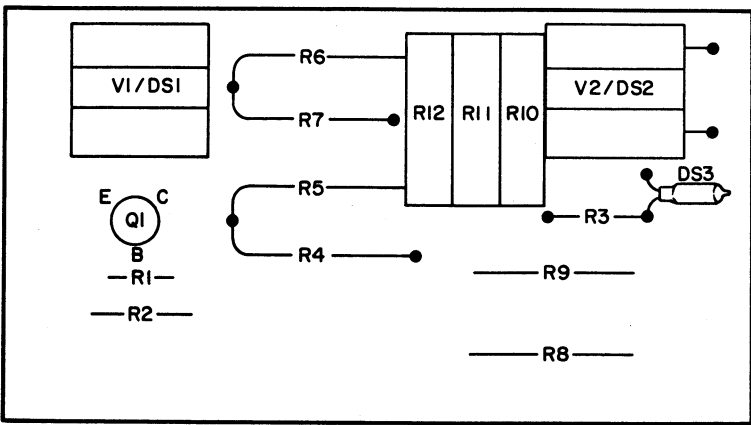 R6
V1/DS1
R7
R12 R11 R10
V2/DS2
DS3
R5
R3
E C
Q1
B
R4
R1
R9
R2
R8